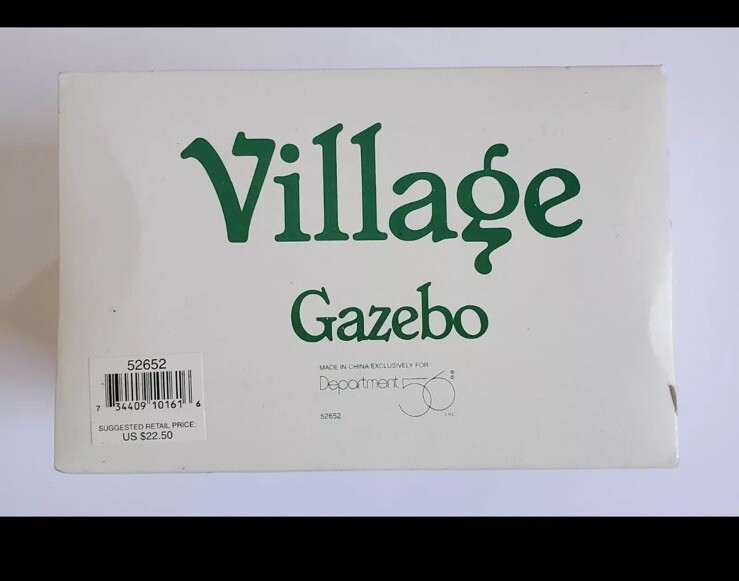 Village
Gazebo
MADE IN CHINA EXCLUSIVELY FOR
Department 56®
INC.
52652
52652
7 34409 10161 6
SUGGESTED RETAIL PRICE:
US $22.50